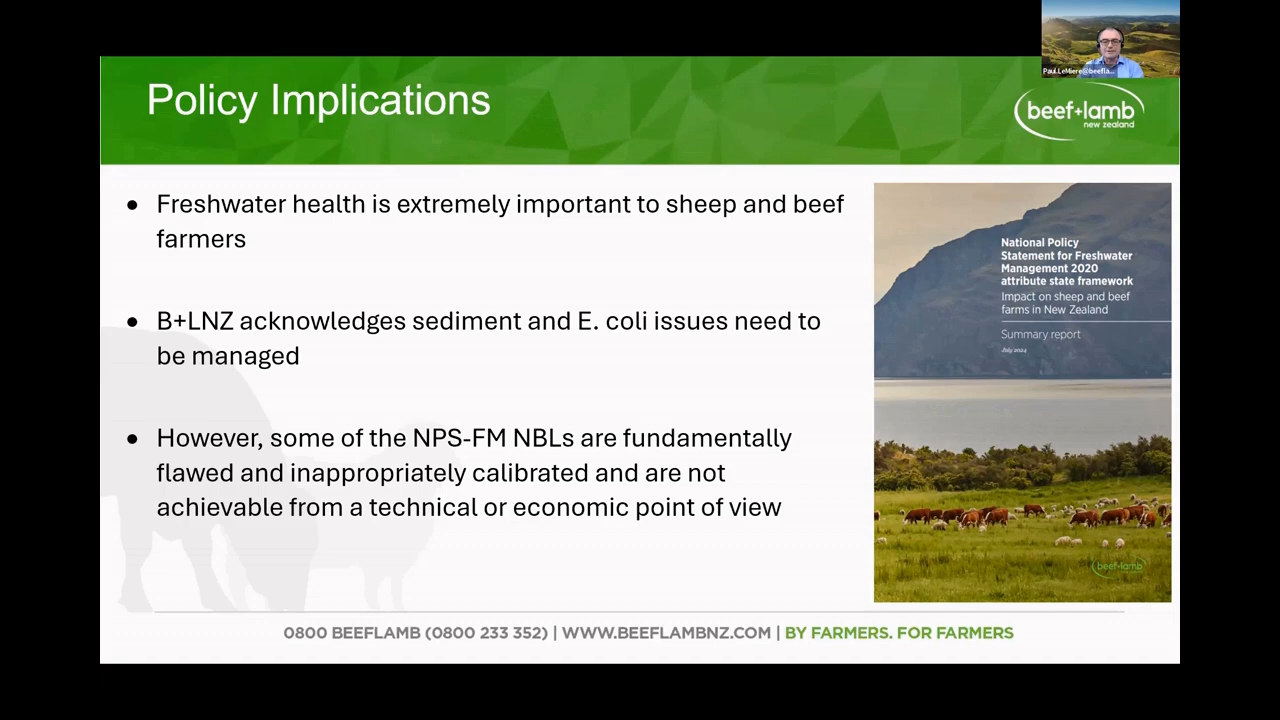 Paul LeMiere@beefla...
Policy Implications
beef+lamb
new zealand
• Freshwater health is extremely important to sheep and beef
farmers
• B+LNZ acknowledges sediment and E. coli issues need to
be managed
• However, some of the NPS-FM NBLs are fundamentally
flawed and inappropriately calibrated and are not
achievable from a technical or economic point of view
National Policy
Statement for Freshwater
Management 2020
attribute state framework
Impact on sheep and beef
farms in New Zealand
Summary report
July 2024
beef+lamb
0800 BEEFLAMB (0800 233 352) | WWW.BEEFLAMBNZ.COM | BY FARMERS. FOR FARMERS